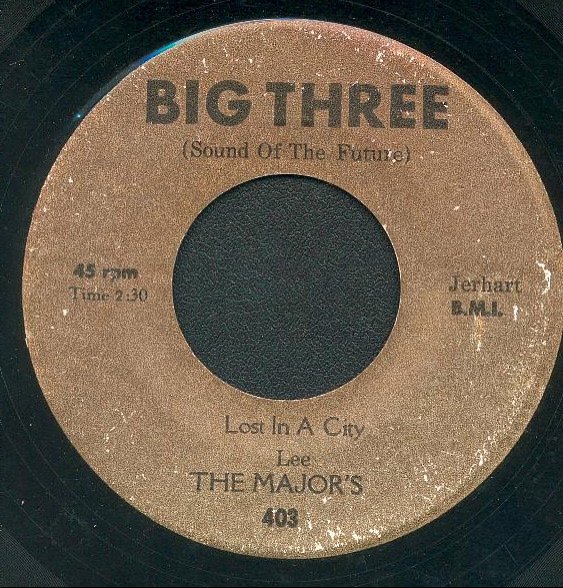 BIG THREE
(Sound Of The Future)
45 rpm
Time 2:30
Jerhart
B.M.I.
Lost In A City
Lee
THE MAJOR'S
403